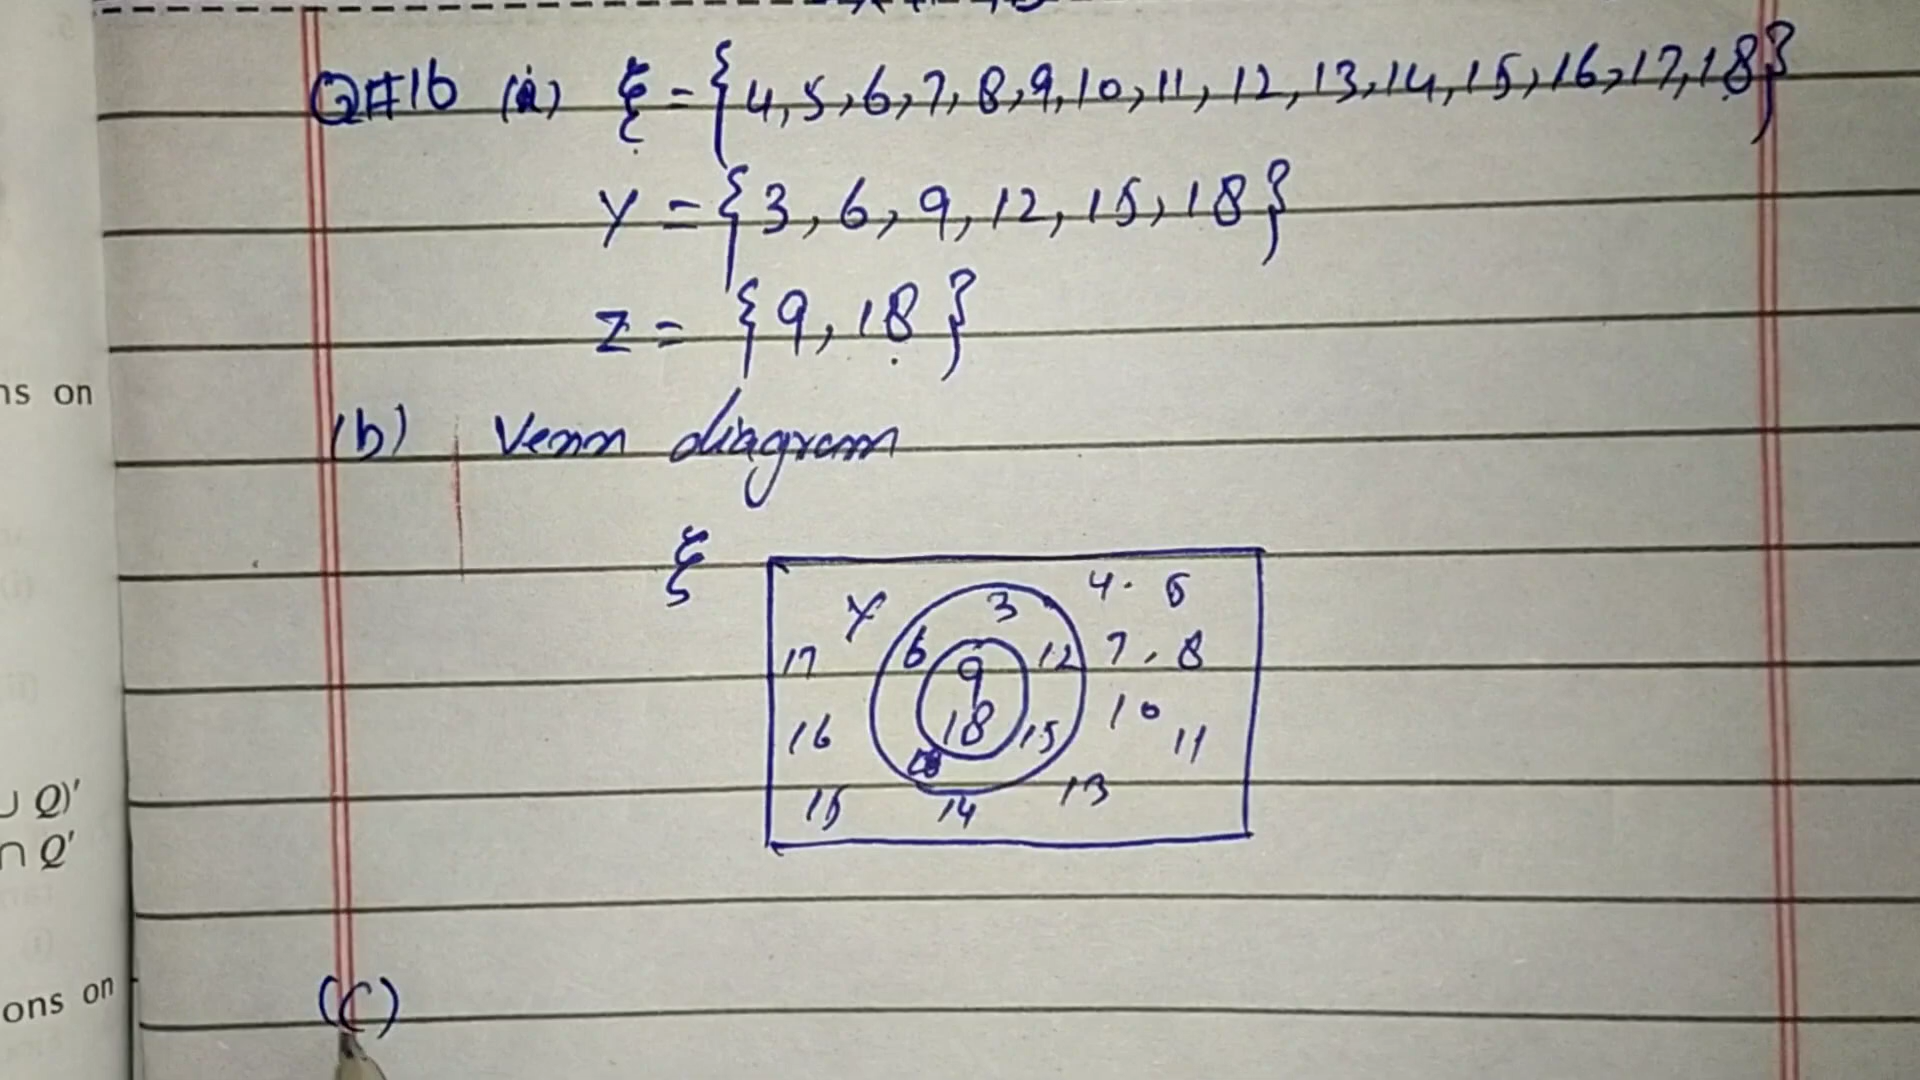 Q#16 (a) ξ = {4, 5, 6, 7, 8, 9, 10, 11, 12, 13, 14, 15, 16, 17, 18}
Y = {3, 6, 9, 12, 15, 18}
Z = {9, 18}
ns on
(b) Venn diagram
ξ
4. 5
Y 3
17 6 9 12 7, 8
16 18 15 10 11
15 14 13
∪ Q)'
∩ Q'
ons on
(C)